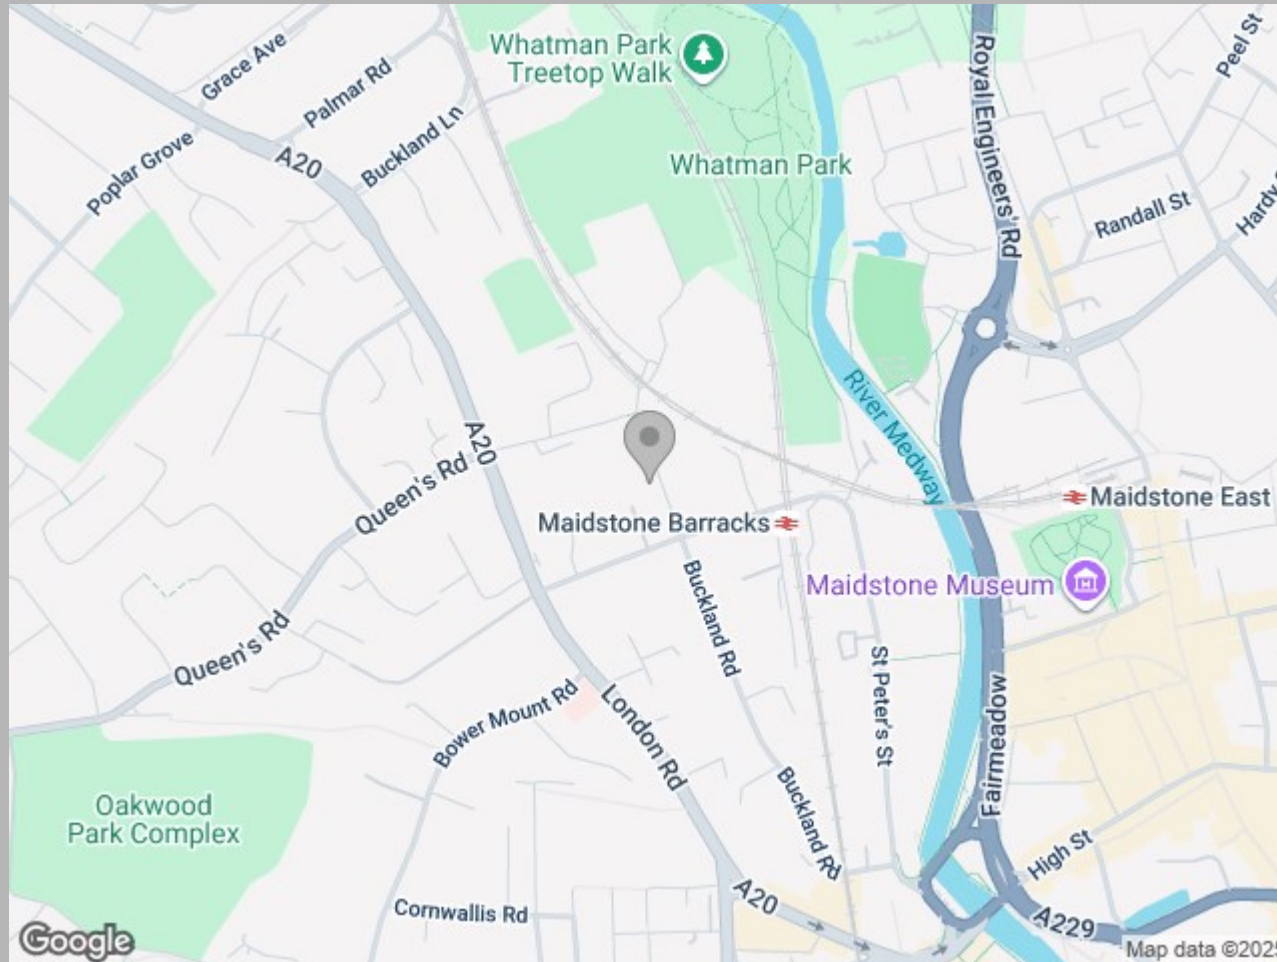 Whatman Park
Treetop Walk
Grace Ave
Palmar Rd
Buckland Ln
Poplar Grove
A20
Royal Engineers' Rd
Peel St
Whatman Park
Randall St
River Medway
A20
Queen's Rd
Maidstone East
Maidstone Barracks
Maidstone Museum
Buckland Rd
Queen's Rd
St Peter's St
Bower Mount Rd
London Rd
Fairmeadow
Oakwood
Park Complex
Buckland Rd
High St
A20
Cornwallis Rd
A229
Google
Map data ©2025